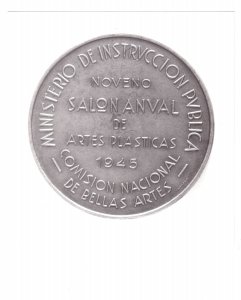 MINISTERIO DE INSTRVCCION PVBLICA
NOVENO
SALON ANVAL
DE
ARTES PLASTICAS
1945
COMISION NACIONAL
DE BELLAS ARTES